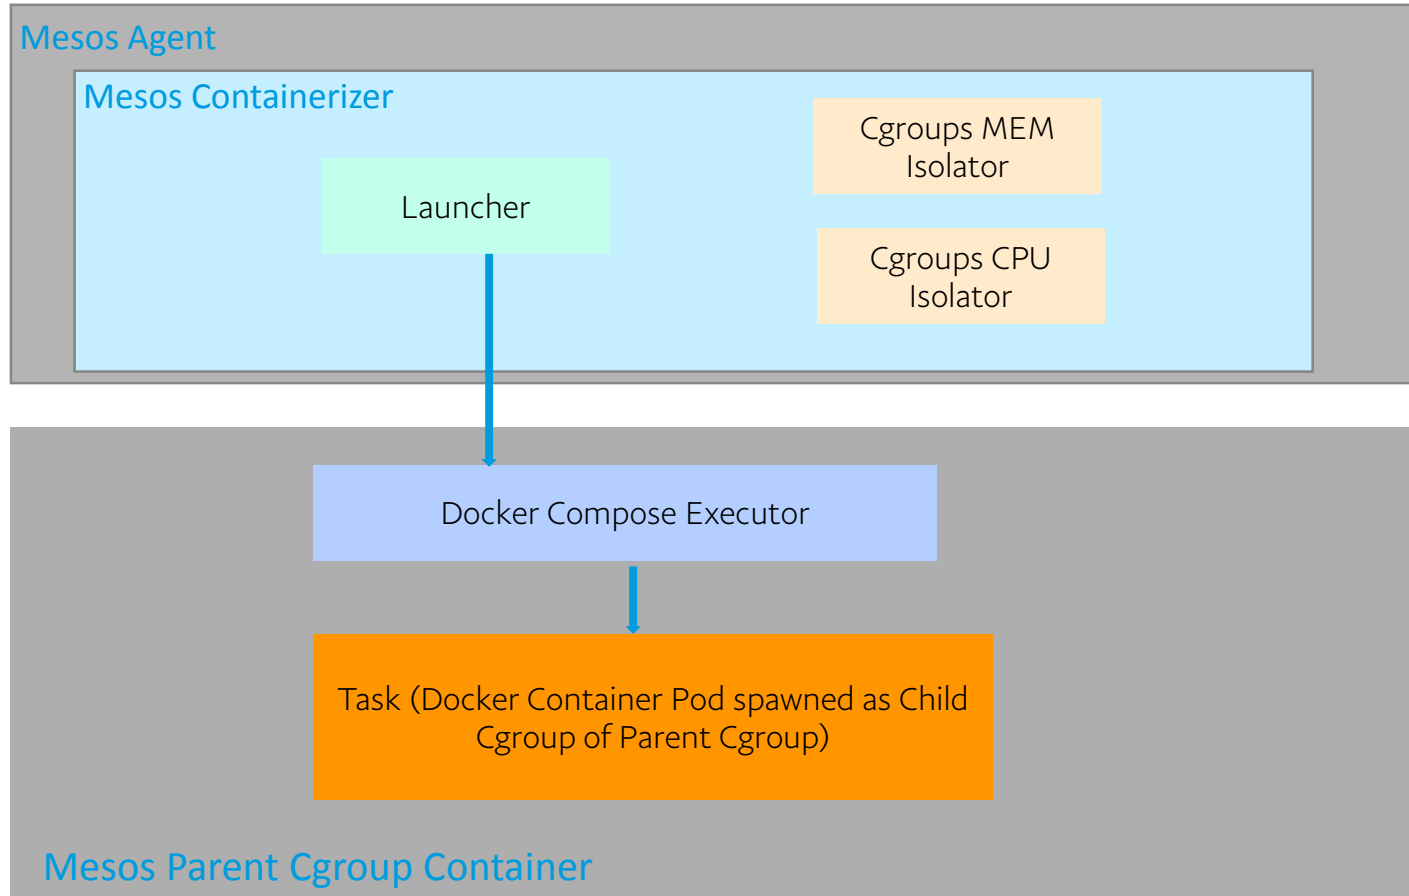 Mesos Agent
Mesos Containerizer
Cgroups MEM
Isolator
Launcher
Cgroups CPU
Isolator
Docker Compose Executor
Task (Docker Container Pod spawned as Child
Cgroup of Parent Cgroup)
Mesos Parent Cgroup Container